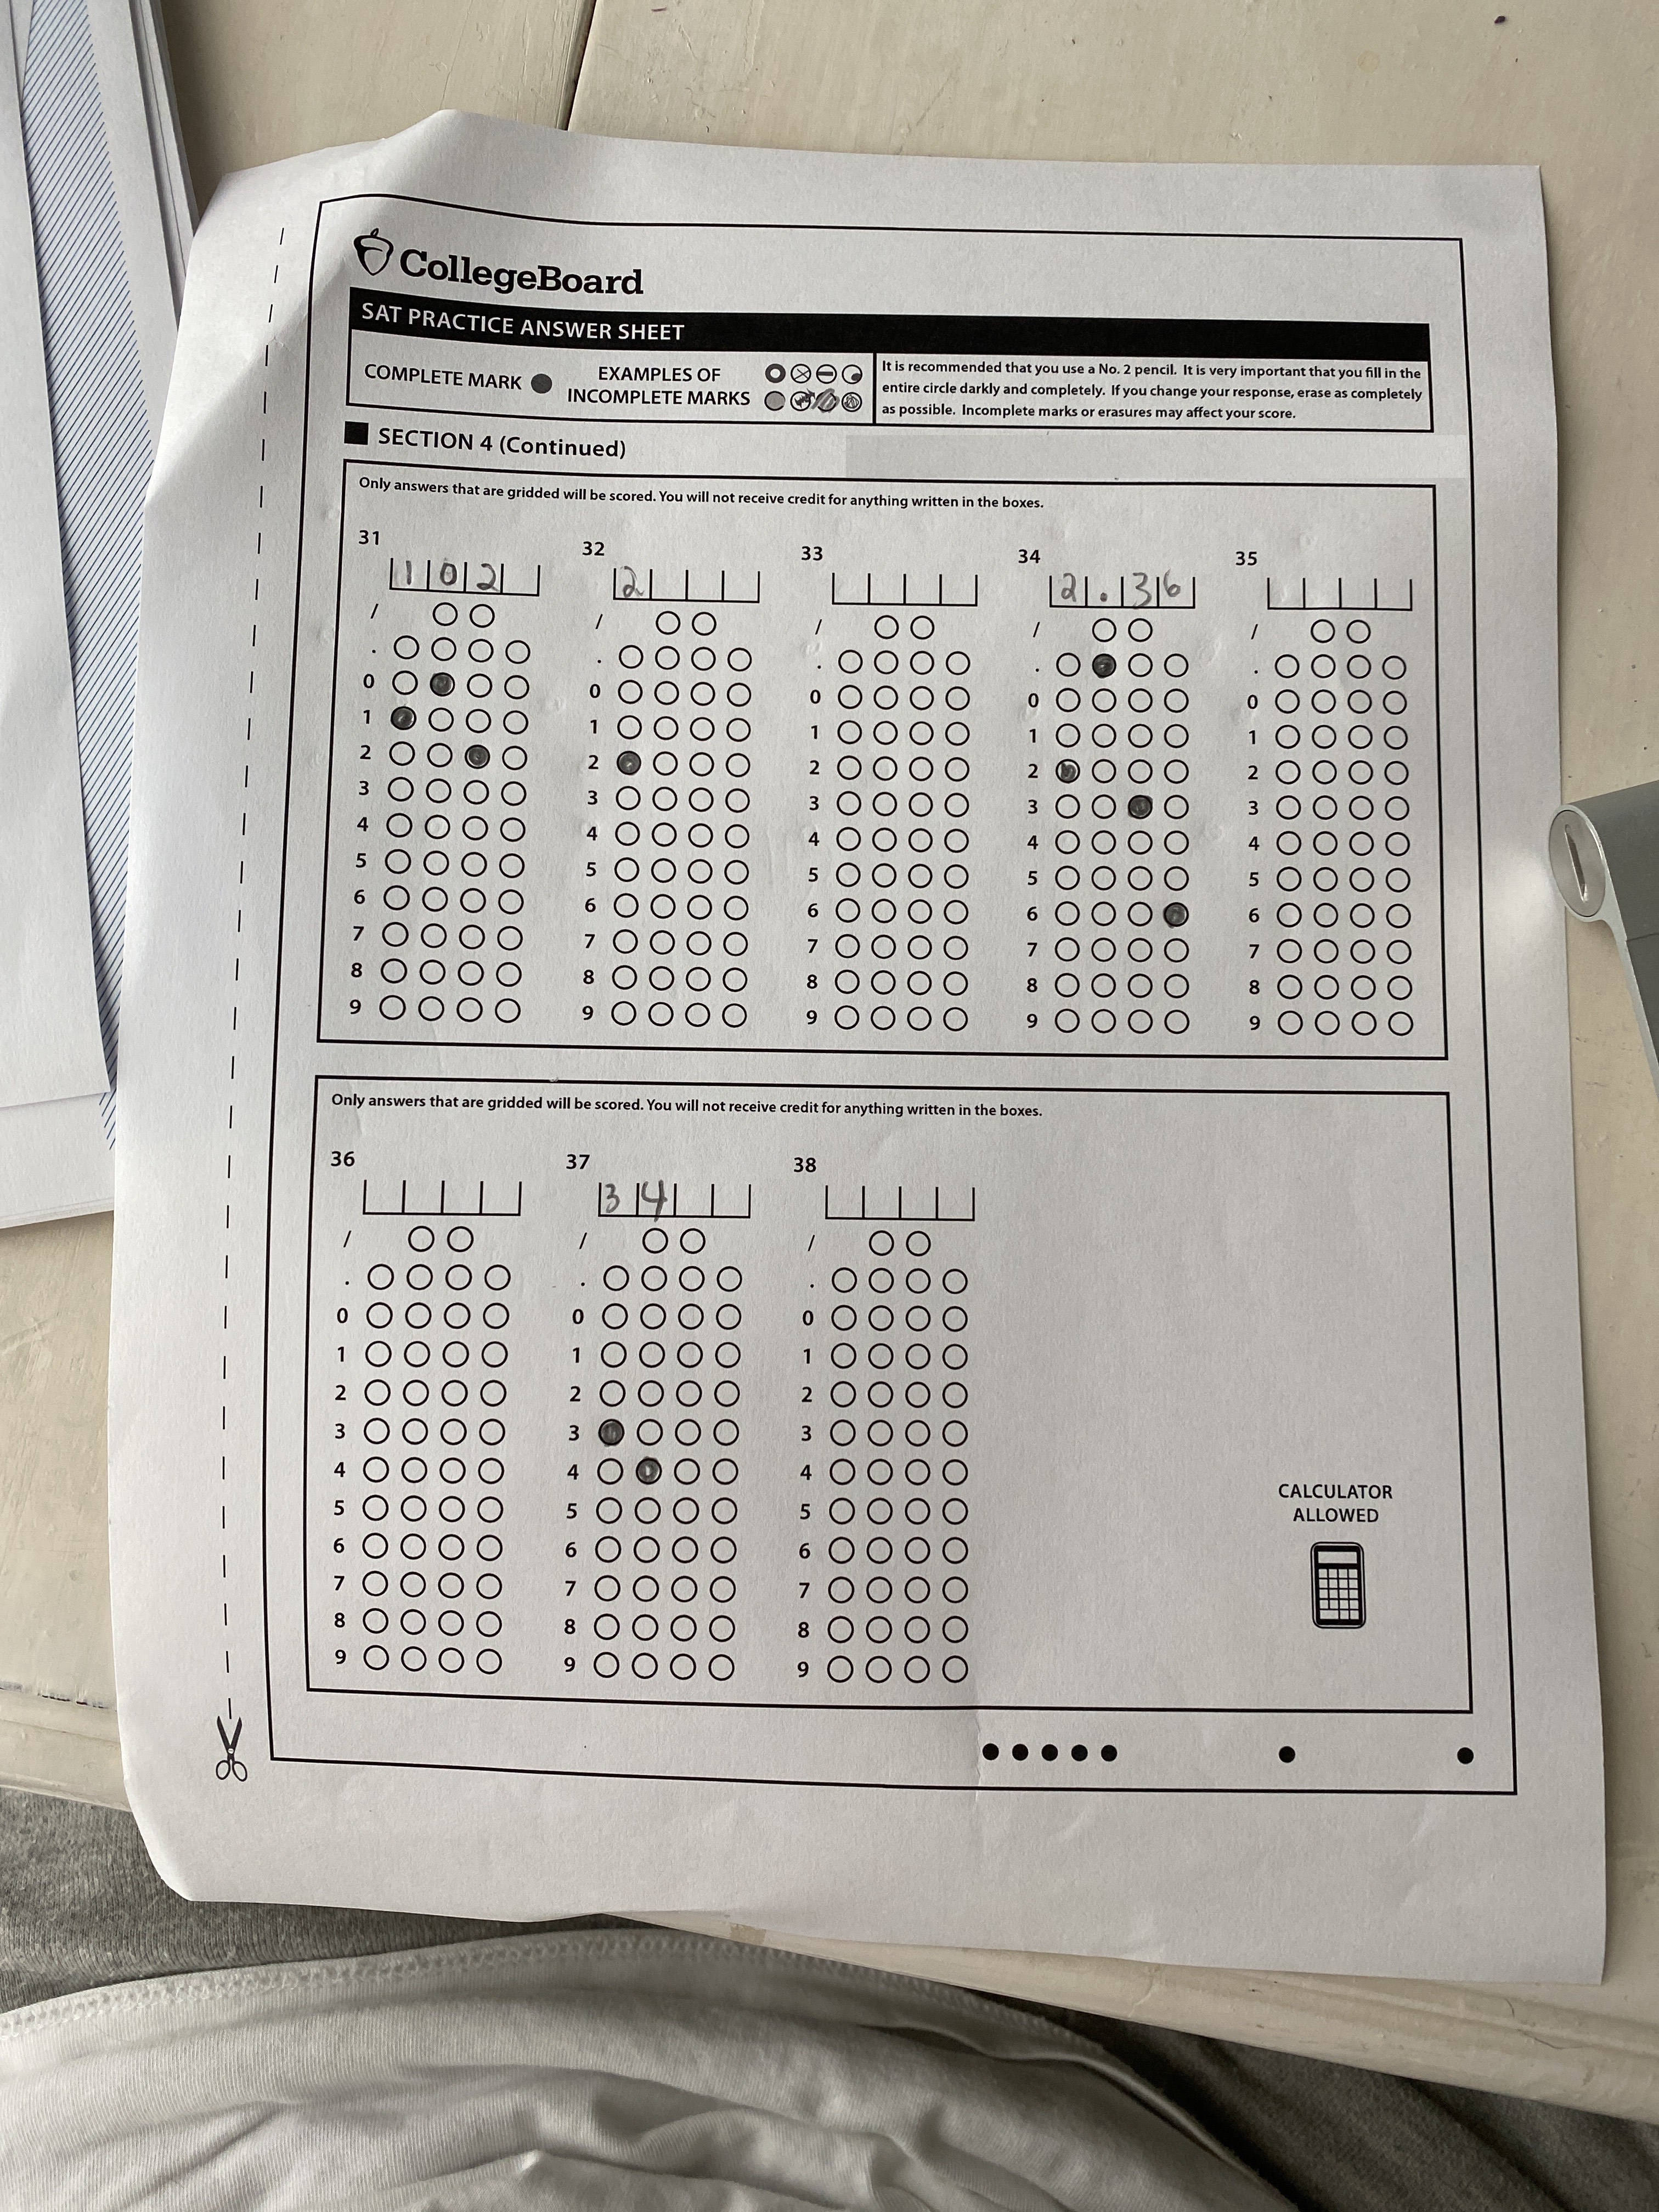 CollegeBoard
SAT PRACTICE ANSWER SHEET
COMPLETE MARK
EXAMPLES OF
INCOMPLETE MARKS
It is recommended that you use a No. 2 pencil. It is very important that you fill in the
entire circle darkly and completely. If you change your response, erase as completely
as possible. Incomplete marks or erasures may affect your score.
SECTION 4 (Continued)
Only answers that are gridded will be scored. You will not receive credit for anything written in the boxes.
31 32 33 34 35
102 2 2.36
/ / / / /
. . . . .
0 0 0 0 0
1 1 1 1 1
2 2 2 2 2
3 3 3 3 3
4 4 4 4 4
5 5 5 5 5
6 6 6 6 6
7 7 7 7 7
8 8 8 8 8
9 9 9 9 9
Only answers that are gridded will be scored. You will not receive credit for anything written in the boxes.
36 37 38
34
/ / /
. . .
0 0 0
1 1 1
2 2 2
3 3 3
4 4 4
5 5 5
6 6 6
7 7 7
8 8 8
9 9 9
CALCULATOR
ALLOWED